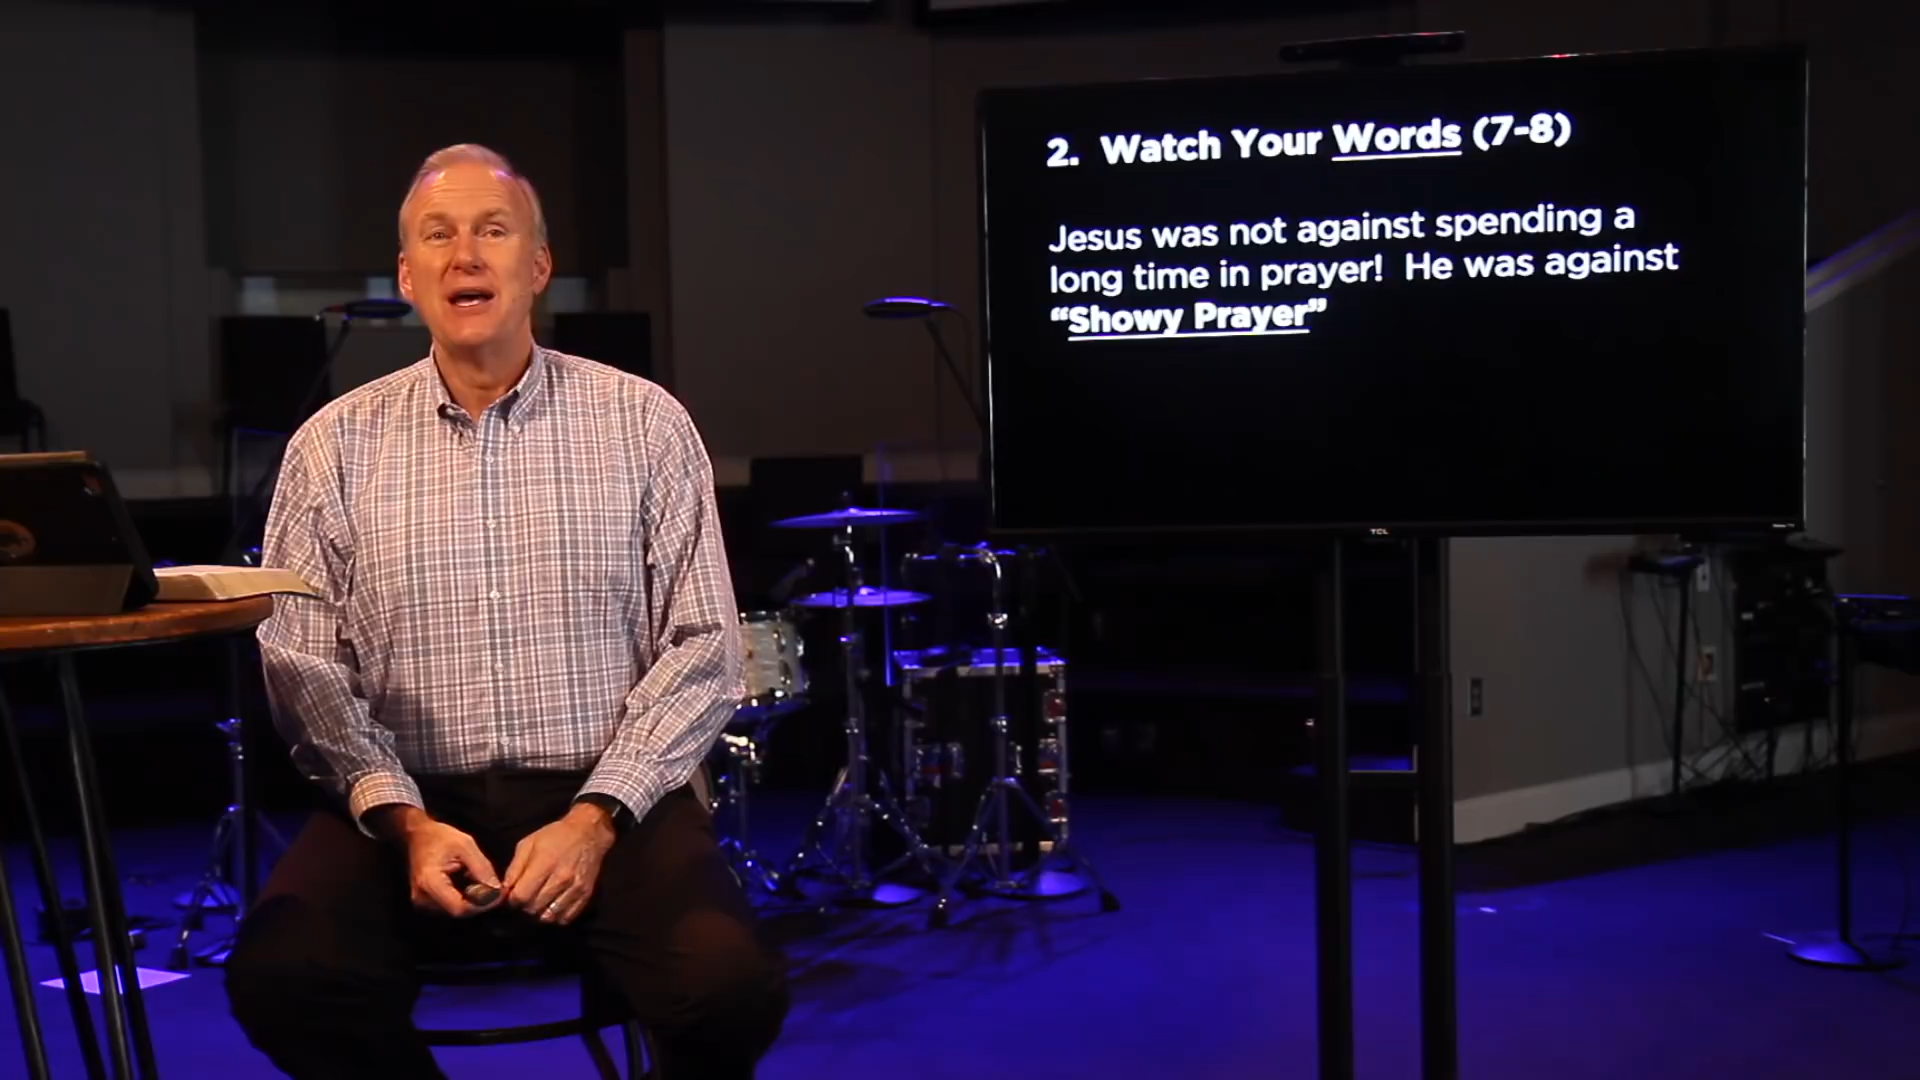 2. Watch Your Words (7-8)
Jesus was not against spending a
long time in prayer! He was against
“Showy Prayer”
TCL